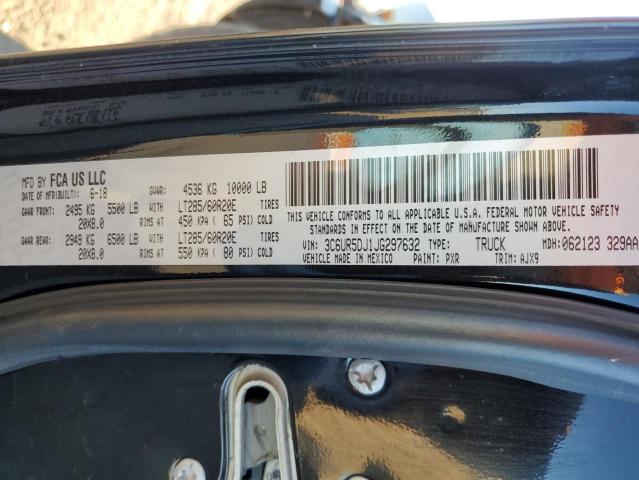 MFD BY FCA US LLC
DATE OF MFR(BUILT): 6-18 GVWR: 4536 KG 10000 LB
GAWR FRONT: 2495 KG 5500 LB LT285/60R20E TIRES
20X8.0 RIMS AT 450 KPA ( 65 PSI) COLD
GAWR REAR: 2949 KG 6500 LB LT285/60R20E TIRES
20X8.0 RIMS AT 550 KPA ( 80 PSI) COLD
THIS VEHICLE CONFORMS TO ALL APPLICABLE U.S.A. FEDERAL MOTOR VEHICLE SAFETY
STANDARDS IN EFFECT ON THE DATE OF MANUFACTURE SHOWN ABOVE.
VIN: 3C6UR5DJ1JG297632 TYPE: TRUCK MDH: 062123 329AA
VEHICLE MADE IN MEXICO PAINT: PXR TRIM: AJX9